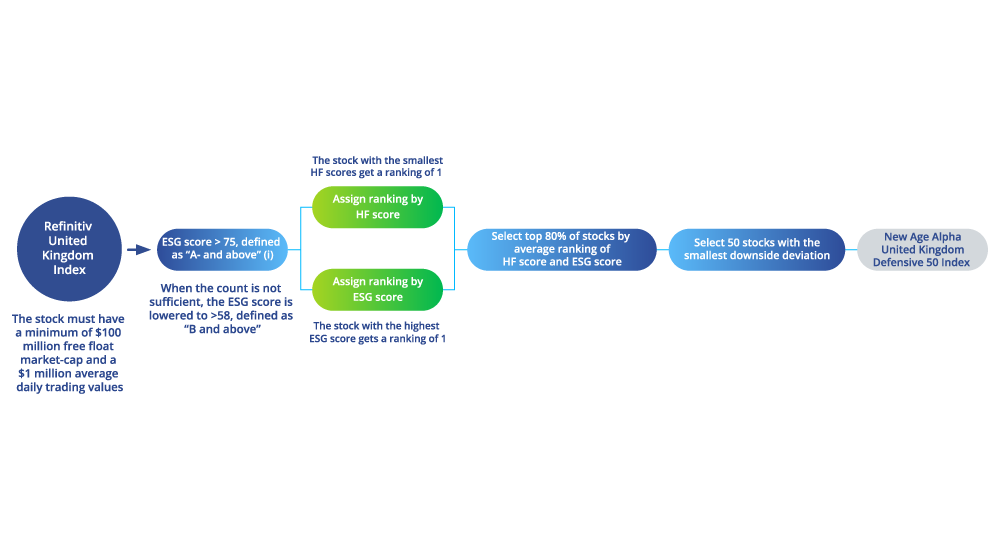 Refinitiv
United
Kingdom
Index
The stock must have
a minimum of $100
million free float
market-cap and a
$1 million average
daily trading values
ESG score > 75, defined
as “A- and above” (i)
When the count is not
sufficient, the ESG score is
lowered to >58, defined as
“B and above”
The stock with the smallest
HF scores get a ranking of 1
Assign ranking by
HF score
Assign ranking by
ESG score
The stock with the highest
ESG score gets a ranking of 1
Select top 80% of stocks by
average ranking of
HF score and ESG score
Select 50 stocks with the
smallest downside deviation
New Age Alpha
United Kingdom
Defensive 50 Index